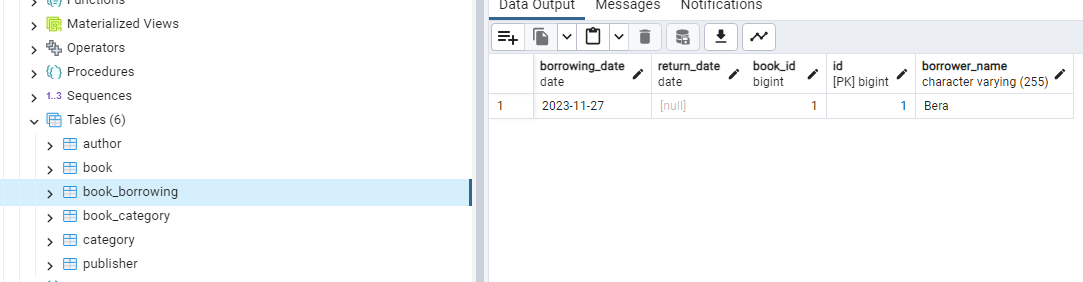 Functions
Materialized Views
Operators
Procedures
1..3 Sequences
Tables (6)
author
book
book_borrowing
book_category
category
publisher
Data Output Messages Notifications
borrowing_date
date
return_date
date
book_id
bigint
id
[PK] bigint
borrower_name
character varying (255)
1 2023-11-27 [null] 1 1 Bera